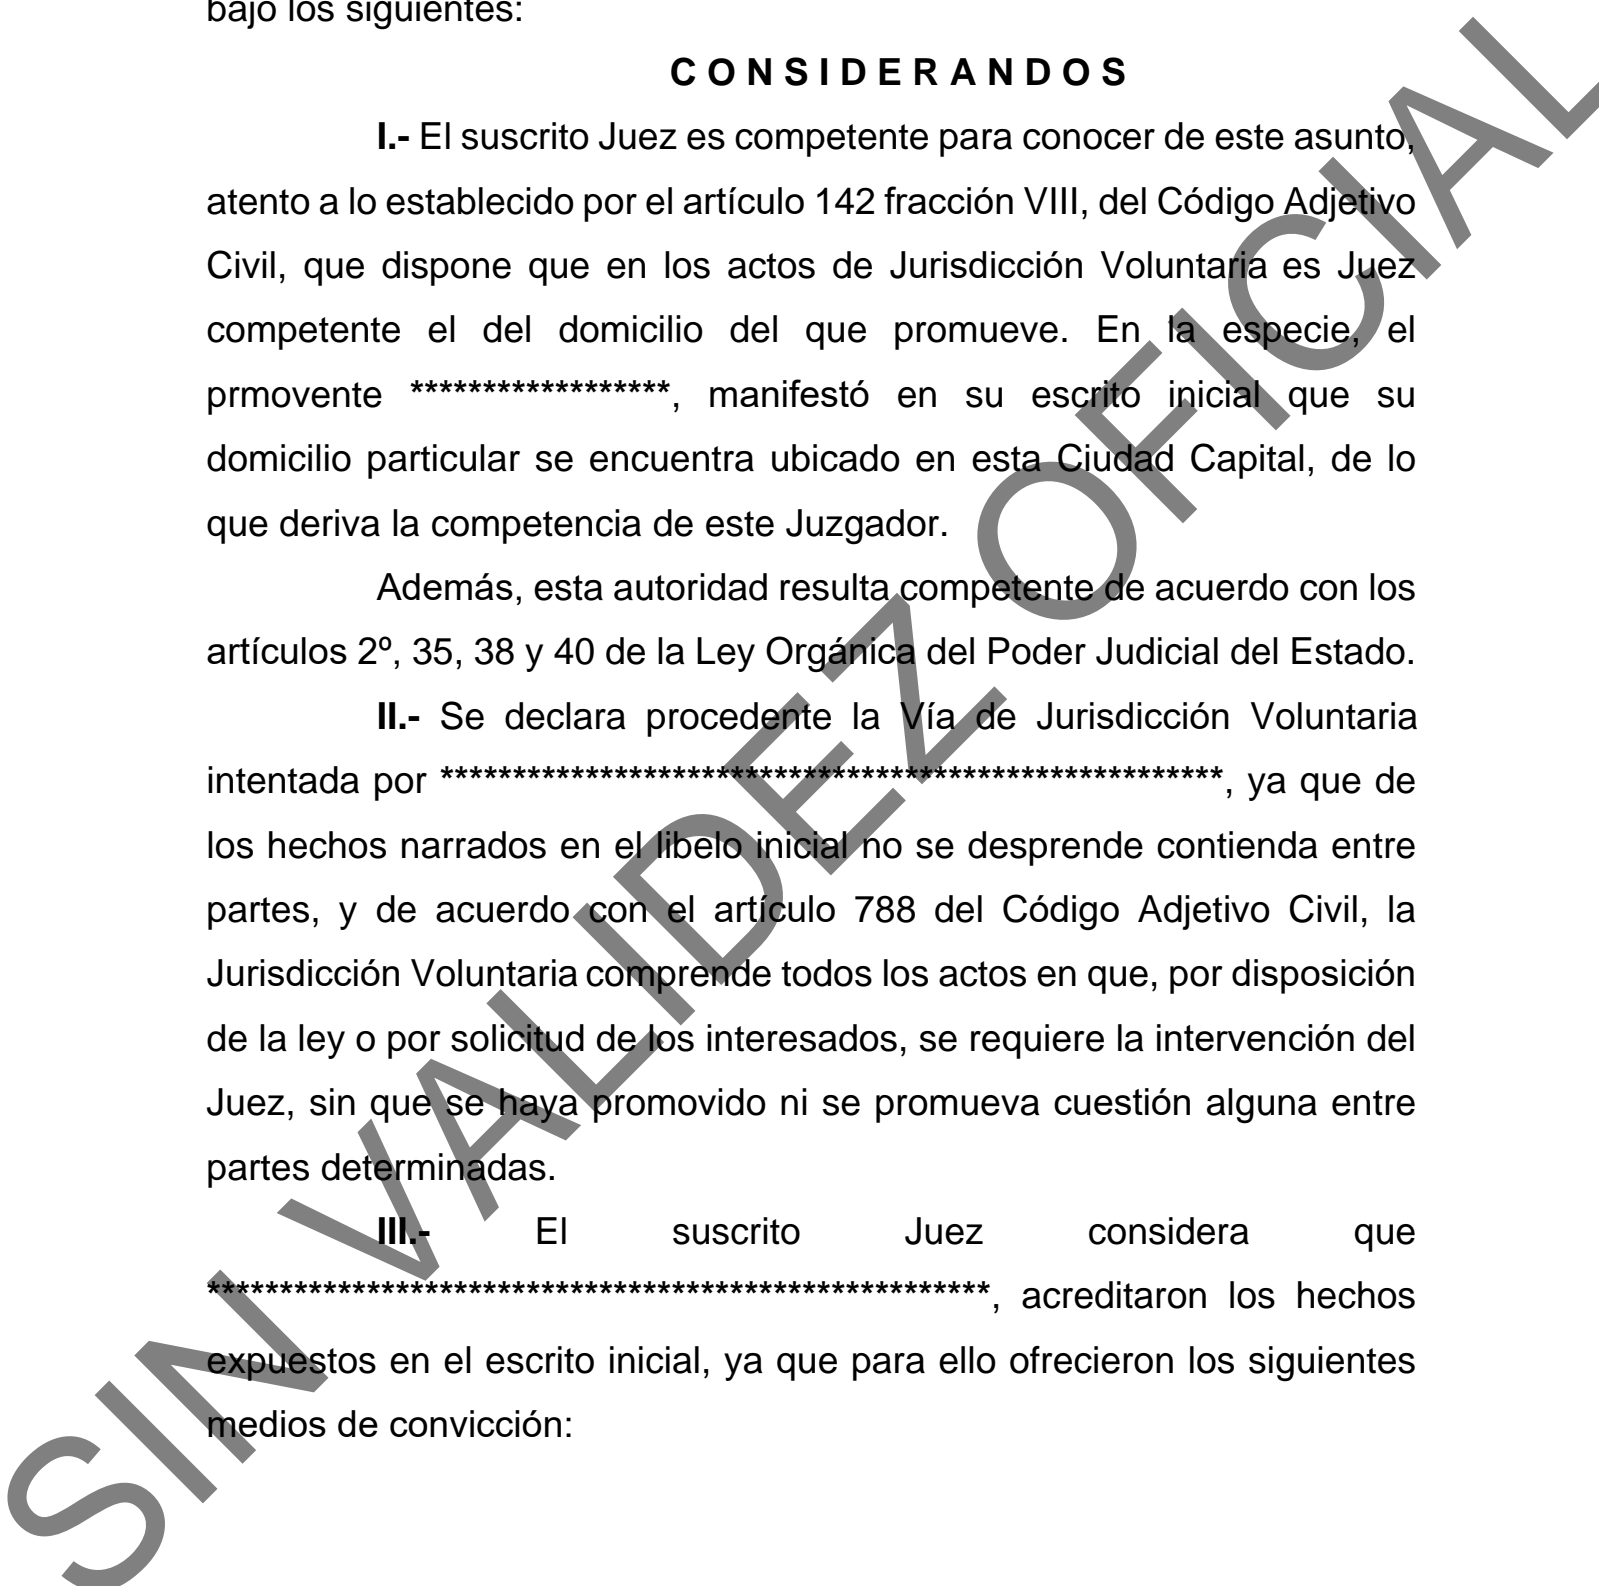 bajo los siguientes:
C O N S I D E R A N D O S
I.- El suscrito Juez es competente para conocer de este asunto,
atento a lo establecido por el artículo 142 fracción VIII, del Código Adjetivo
Civil, que dispone que en los actos de Jurisdicción Voluntaria es Juez
competente el del domicilio del que promueve. En la especie, el
prmovente ******************, manifestó en su escrito inicial que su
domicilio particular se encuentra ubicado en esta Ciudad Capital, de lo
que deriva la competencia de este Juzgador.
Además, esta autoridad resulta competente de acuerdo con los
artículos 2º, 35, 38 y 40 de la Ley Orgánica del Poder Judicial del Estado.
II.- Se declara procedente la Vía de Jurisdicción Voluntaria
intentada por ******************************************************, ya que de
los hechos narrados en el libelo inicial no se desprende contienda entre
partes, y de acuerdo con el artículo 788 del Código Adjetivo Civil, la
Jurisdicción Voluntaria comprende todos los actos en que, por disposición
de la ley o por solicitud de los interesados, se requiere la intervención del
Juez, sin que se haya promovido ni se promueva cuestión alguna entre
partes determinadas.
III.- El suscrito Juez considera que
******************************************************, acreditaron los hechos
expuestos en el escrito inicial, ya que para ello ofrecieron los siguientes
medios de convicción:
SIN VALIDEZ OFICIAL